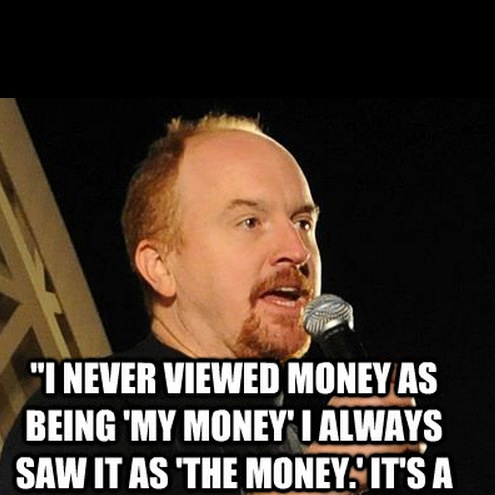 "I NEVER VIEWED MONEY AS
BEING 'MY MONEY' I ALWAYS
SAW IT AS 'THE MONEY.' IT'S A